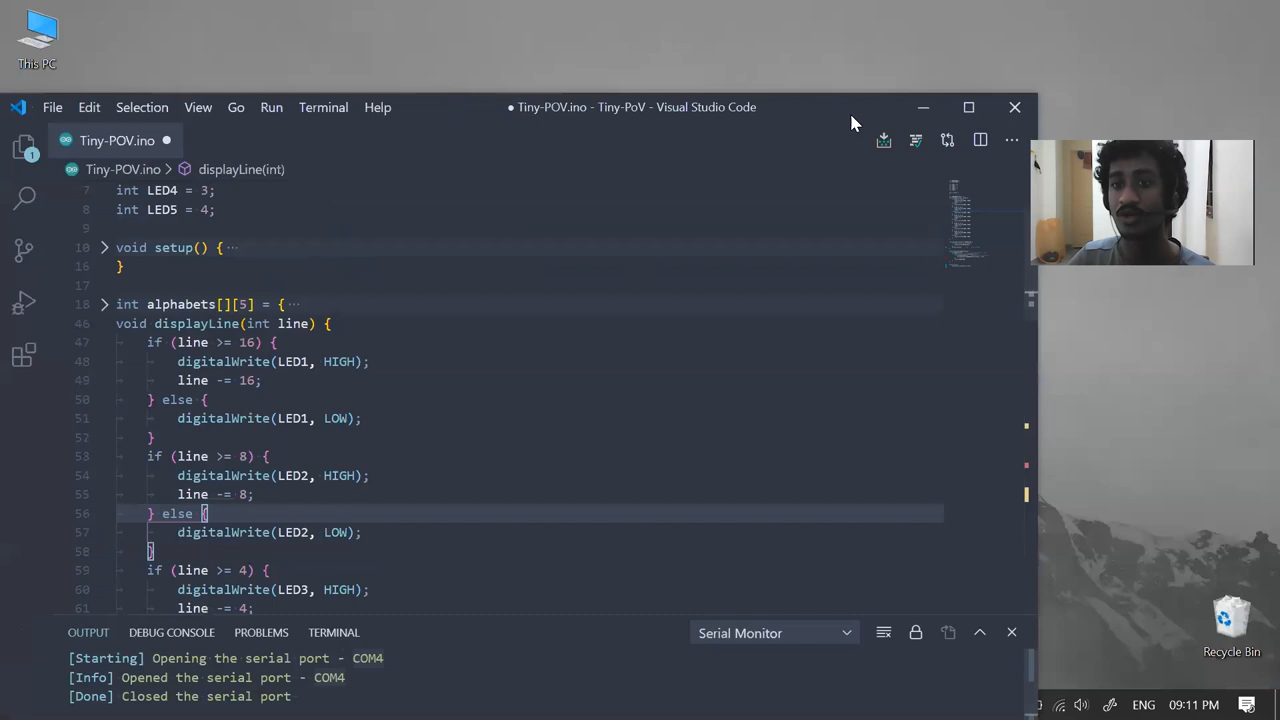 This PC
File Edit Selection View Go Run Terminal Help
● Tiny-POV.ino - Tiny-PoV - Visual Studio Code
Tiny-POV.ino ●
Tiny-POV.ino > displayLine(int)
1
7 int LED4 = 3;
8 int LED5 = 4;
9
10 void setup() { ···
16 }
17
18 int alphabets[][5] = { ···
46 void displayLine(int line) {
47 if (line >= 16) {
48 digitalWrite(LED1, HIGH);
49 line -= 16;
50 } else {
51 digitalWrite(LED1, LOW);
52 }
53 if (line >= 8) {
54 digitalWrite(LED2, HIGH);
55 line -= 8;
56 } else {
57 digitalWrite(LED2, LOW);
58 }
59 if (line >= 4) {
60 digitalWrite(LED3, HIGH);
61 line -= 4;
OUTPUT DEBUG CONSOLE PROBLEMS TERMINAL Serial Monitor
[Starting] Opening the serial port - COM4
[Info] Opened the serial port - COM4
[Done] Closed the serial port
Recycle Bin
ENG 09:11 PM